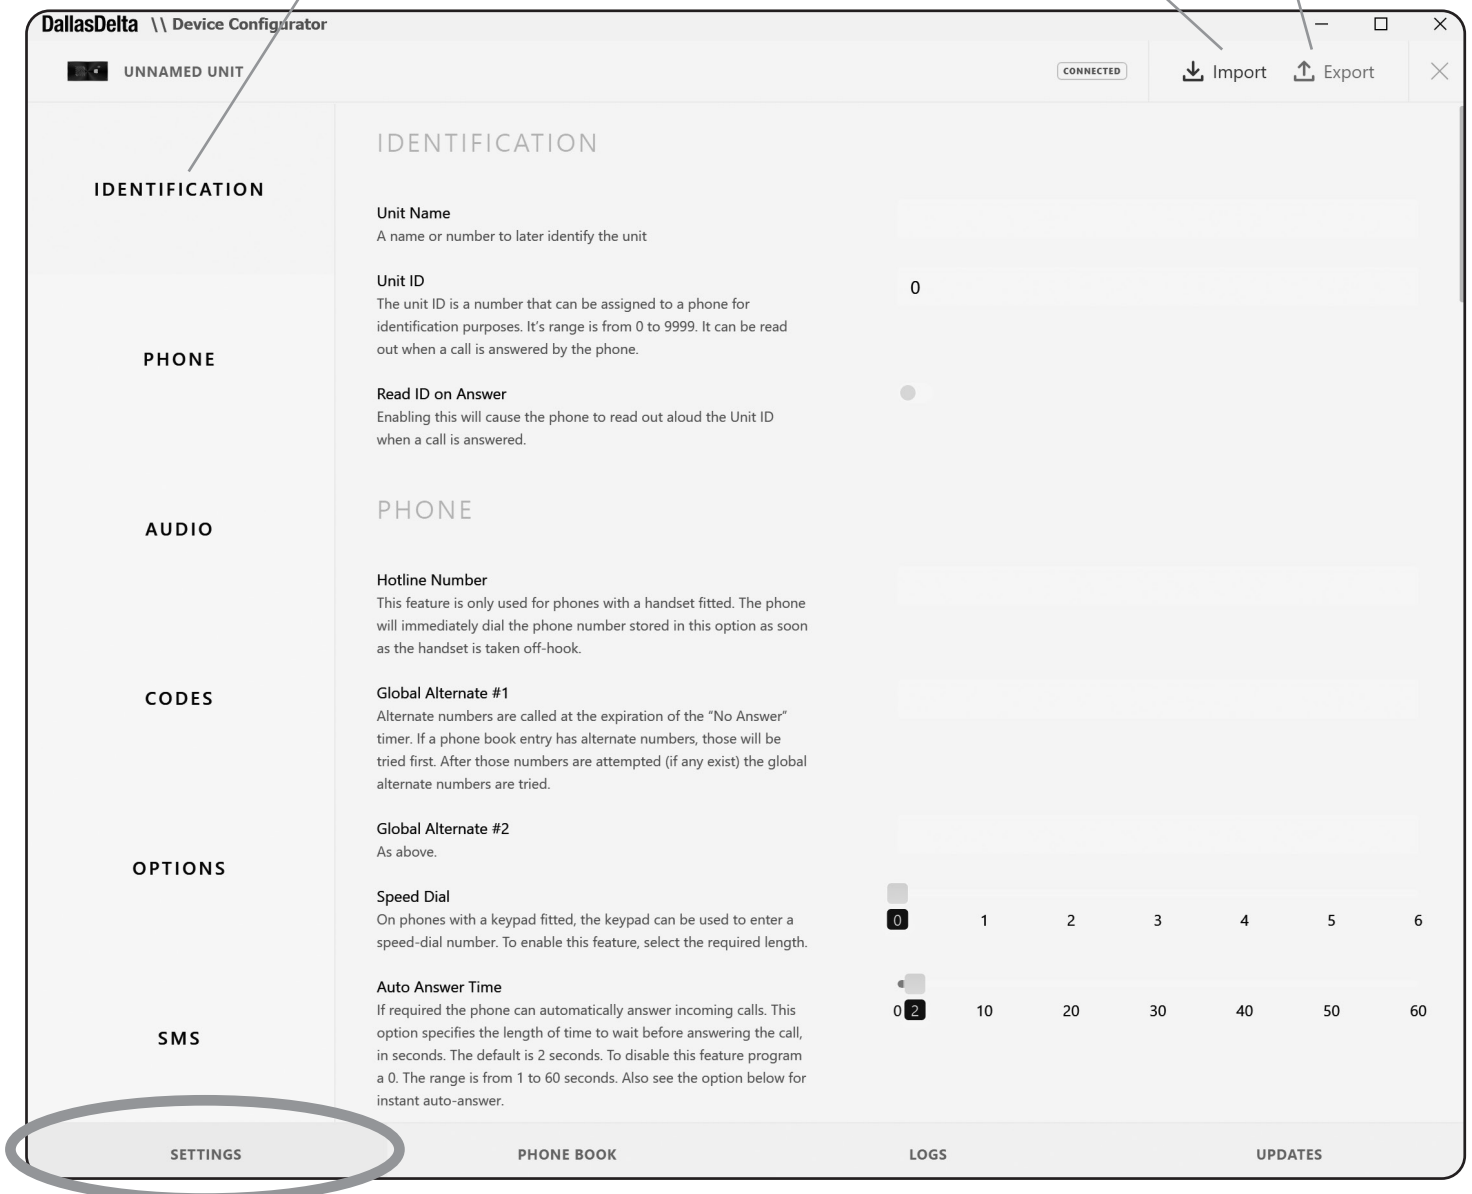 DallasDelta \\ Device Configurator
UNNAMED UNIT
CONNECTED
Import
Export
IDENTIFICATION
PHONE
AUDIO
CODES
OPTIONS
SMS
IDENTIFICATION
Unit Name
A name or number to later identify the unit
Unit ID
0
The unit ID is a number that can be assigned to a phone for
identification purposes. It's range is from 0 to 9999. It can be read
out when a call is answered by the phone.
Read ID on Answer
Enabling this will cause the phone to read out aloud the Unit ID
when a call is answered.
PHONE
Hotline Number
This feature is only used for phones with a handset fitted. The phone
will immediately dial the phone number stored in this option as soon
as the handset is taken off-hook.
Global Alternate #1
Alternate numbers are called at the expiration of the “No Answer”
timer. If a phone book entry has alternate numbers, those will be
tried first. After those numbers are attempted (if any exist) the global
alternate numbers are tried.
Global Alternate #2
As above.
Speed Dial
On phones with a keypad fitted, the keypad can be used to enter a
speed-dial number. To enable this feature, select the required length.
0 1 2 3 4 5 6
Auto Answer Time
If required the phone can automatically answer incoming calls. This
option specifies the length of time to wait before answering the call,
in seconds. The default is 2 seconds. To disable this feature program
a 0. The range is from 1 to 60 seconds. Also see the option below for
instant auto-answer.
0 2 10 20 30 40 50 60
SETTINGS
PHONE BOOK
LOGS
UPDATES